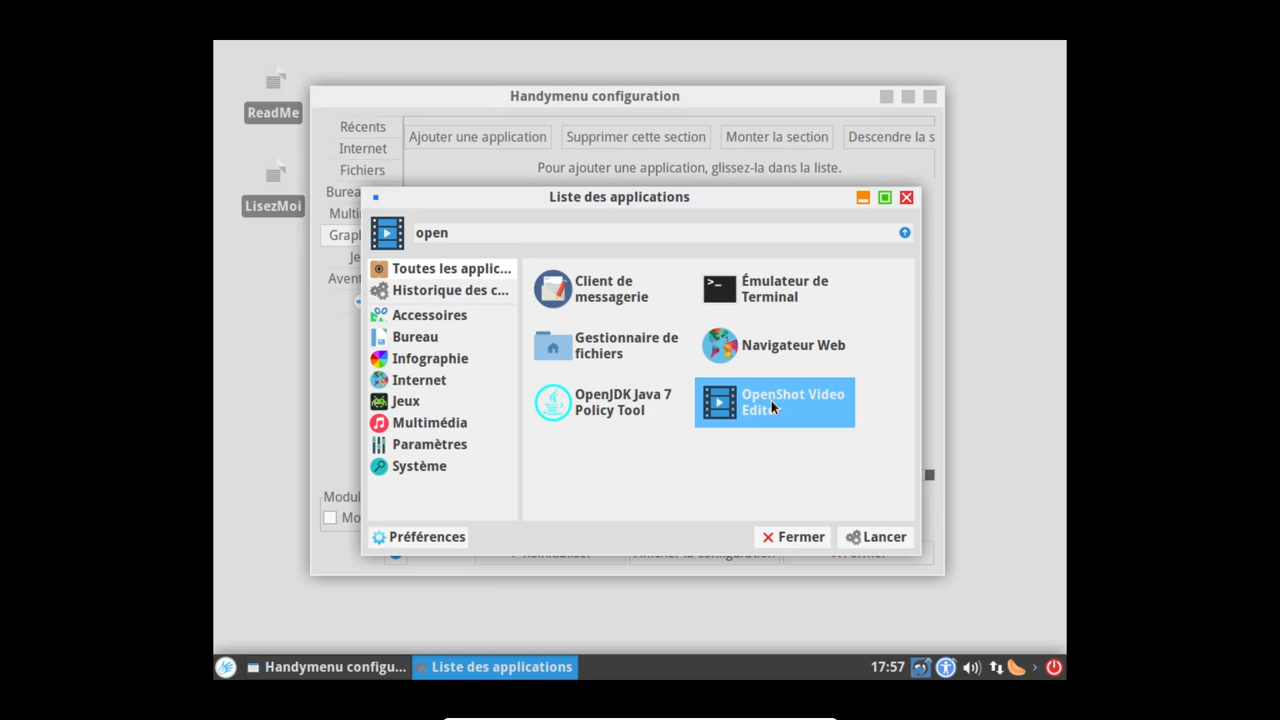 Handymenu configuration
ReadMe
LisezMoi
Récents
Internet
Fichiers
Burea
Multi
Grap
Je
Aven
Ajouter une application
Supprimer cette section
Monter la section
Descendre la s
Pour ajouter une application, glissez-la dans la liste.
Liste des applications
open
Toutes les applic...
Historique des c...
Accessoires
Bureau
Infographie
Internet
Jeux
Multimédia
Paramètres
Système
Client de
messagerie
Émulateur de
Terminal
Gestionnaire de
fichiers
Navigateur Web
OpenJDK Java 7
Policy Tool
OpenShot Video
Editor
Préférences
Fermer
Lancer
Modul
Mo
Handymenu configu...
Liste des applications
17:57